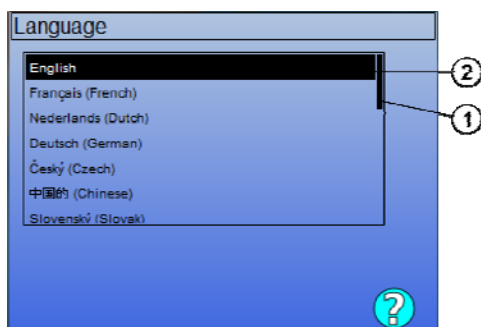 Language
English
Français (French)
Nederlands (Dutch)
Deutsch (German)
Český (Czech)
中国的 (Chinese)
Slovenský (Slovak)
2
1
?